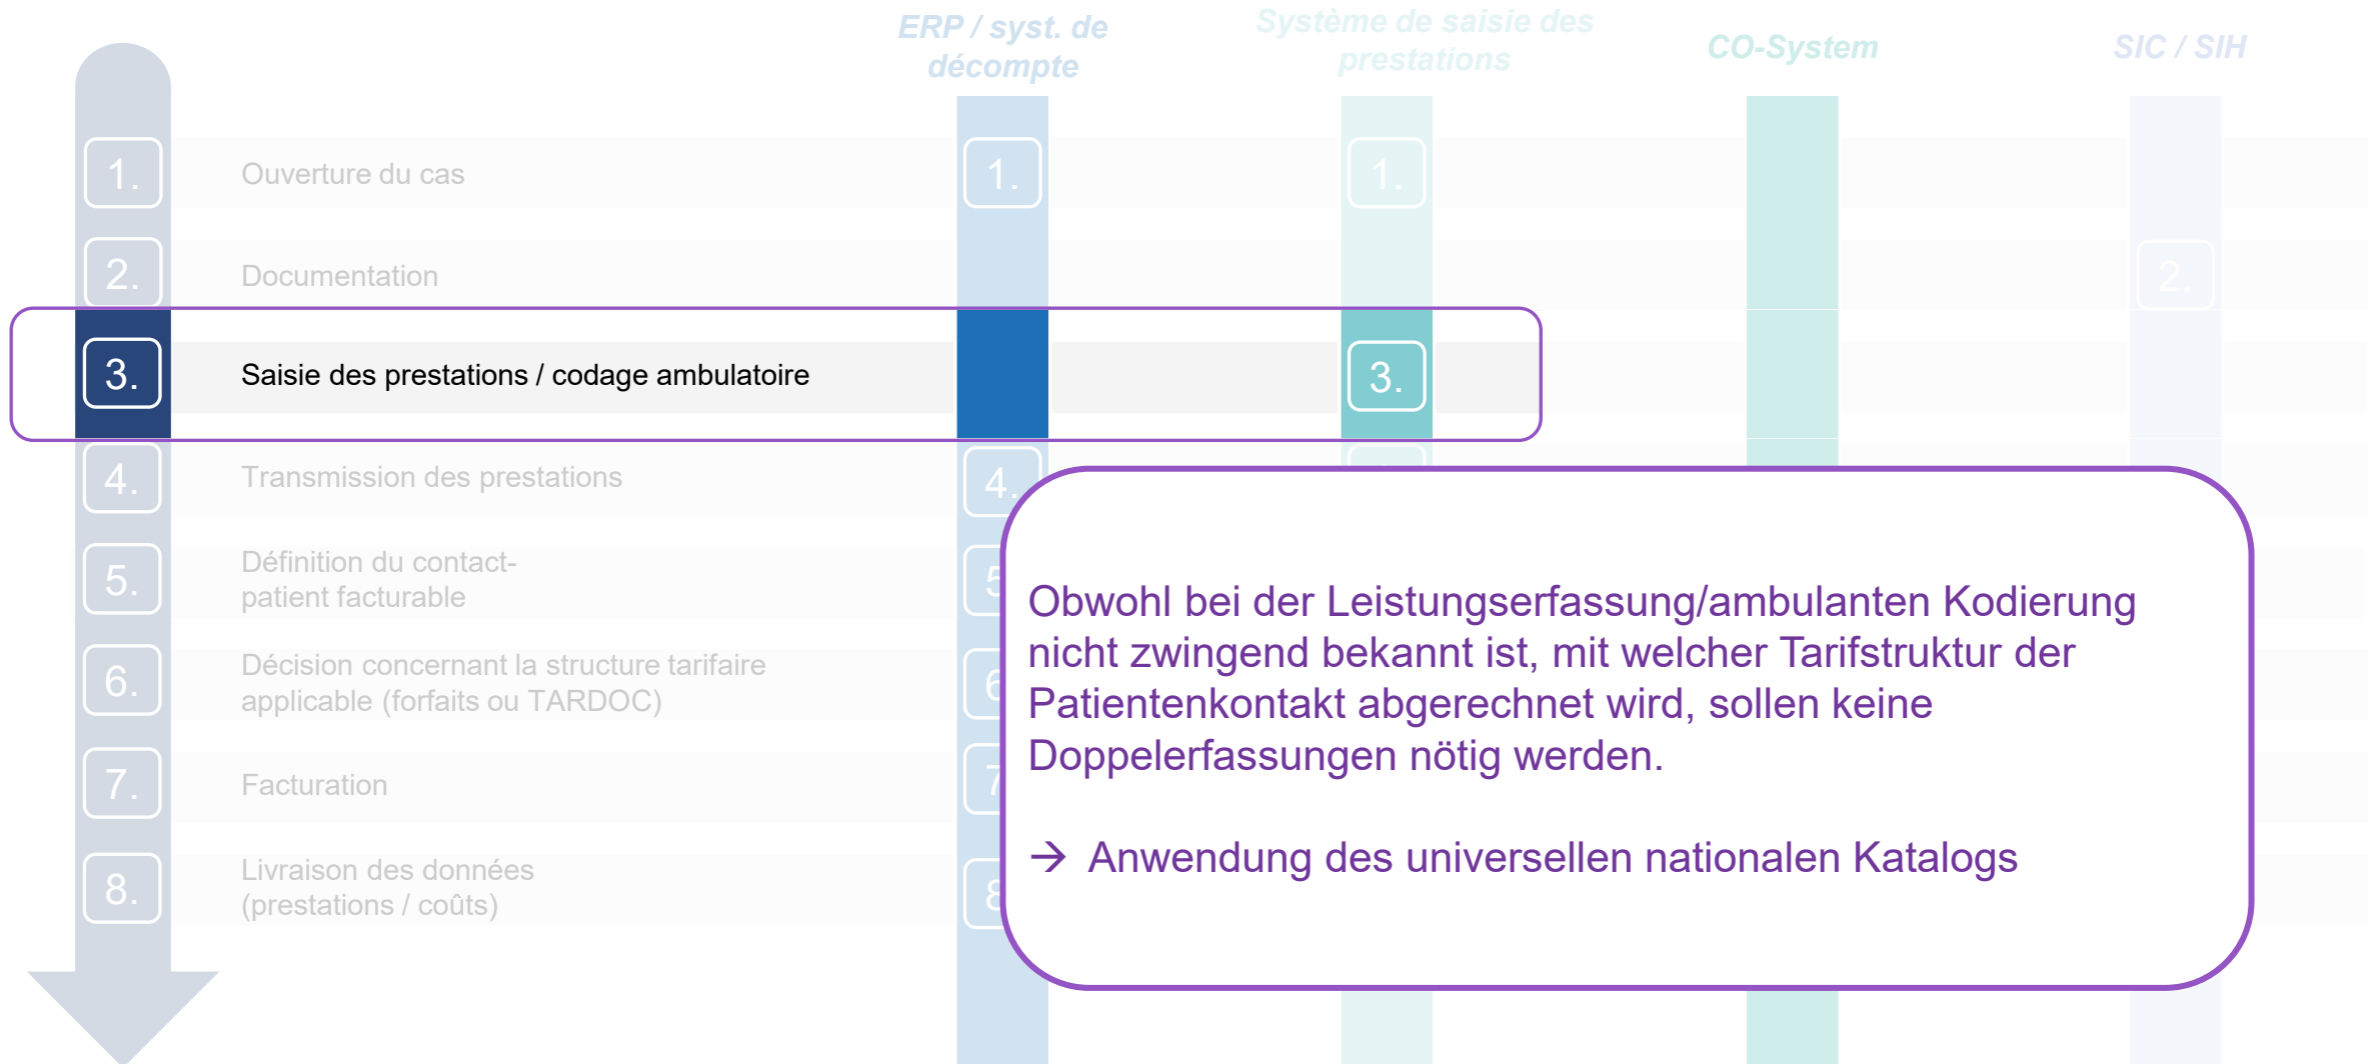 ERP / syst. de
décompte
Système de saisie des
prestations
CO-System
SIC / SIH
1.
Ouverture du cas
1.
1.
2.
Documentation
2.
3.
Saisie des prestations / codage ambulatoire
3.
4.
Transmission des prestations
4.
5.
Définition du contact-
patient facturable
5
6.
Décision concernant la structure tarifaire
applicable (forfaits ou TARDOC)
6
7.
Facturation
7
8.
Livraison des données
(prestations / coûts)
8
Obwohl bei der Leistungserfassung/ambulanten Kodierung
nicht zwingend bekannt ist, mit welcher Tarifstruktur der
Patientenkontakt abgerechnet wird, sollen keine
Doppelerfassungen nötig werden.
→ Anwendung des universellen nationalen Katalogs